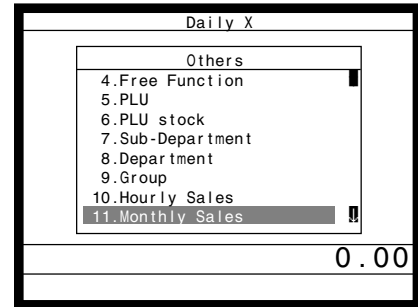 Daily X
Others
4.Free Function
5.PLU
6.PLU stock
7.Sub-Department
8.Department
9.Group
10.Hourly Sales
11.Monthly Sales
0.00